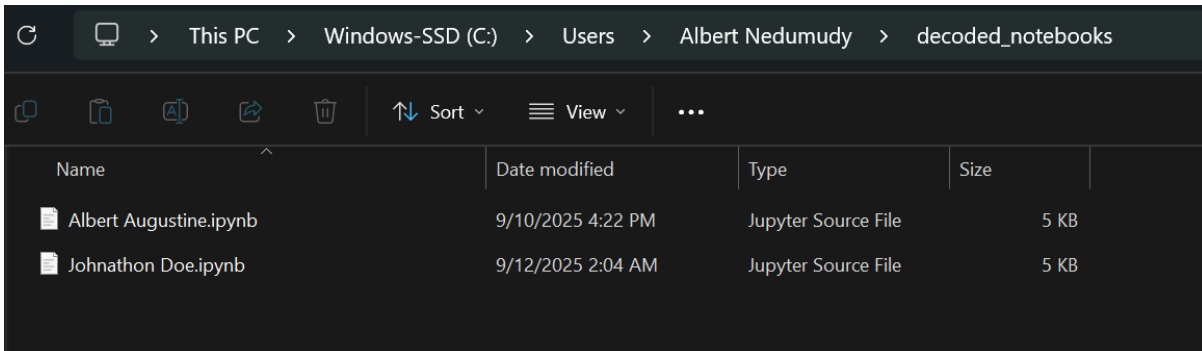 This PC > Windows-SSD (C:) > Users > Albert Nedumudy > decoded_notebooks
Sort View
Name Date modified Type Size
Albert Augustine.ipynb 9/10/2025 4:22 PM Jupyter Source File 5 KB
Johnathon Doe.ipynb 9/12/2025 2:04 AM Jupyter Source File 5 KB